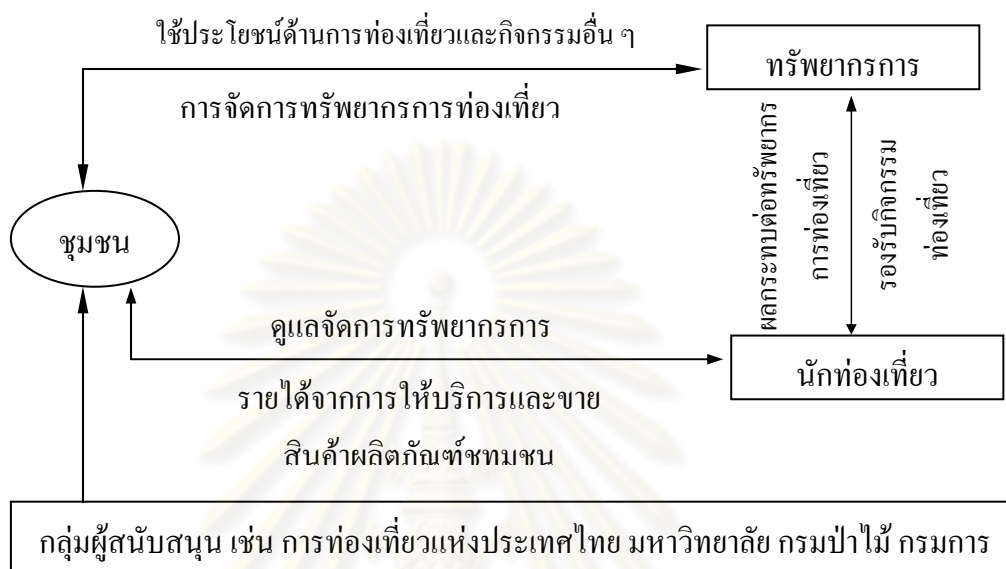 ใช้ประโยชน์ด้านการท่องเที่ยวและกิจกรรมอื่น ๆ
ทรัพยากรการ
การจัดการทรัพยากรการท่องเที่ยว
ผลกระทบต่อทรัพยากร
การท่องเที่ยว
รองรับกิจกรรม
ท่องเที่ยว
ชุมชน
ดูแลจัดการทรัพยากรการ
นักท่องเที่ยว
รายได้จากการให้บริการและขาย
สินค้าผลิตภัณฑ์ชทมชน
กลุ่มผู้สนับสนุน เช่น การท่องเที่ยวแห่งประเทศไทย มหาวิทยาลัย กรมป่าไม้ กรมการ